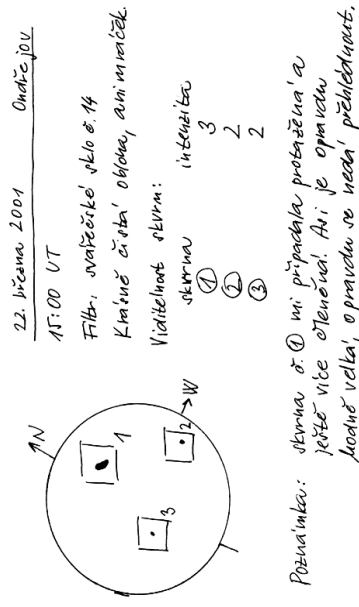 22. března 2001 Ondřejov
15:00 UT
Filtr: svářečské sklo č. 14
Krásně čistá obloha, ani mráček.
Viditelnost skvrn:
skvrna intenzita
① 3
② 2
③ 2
N
1
2
3
W
Poznámka: skvrna č. ① mi připadala protažená a
ještě více členěná! Asi je opravdu
hodně velká, opravdu se nedá přehlédnout.